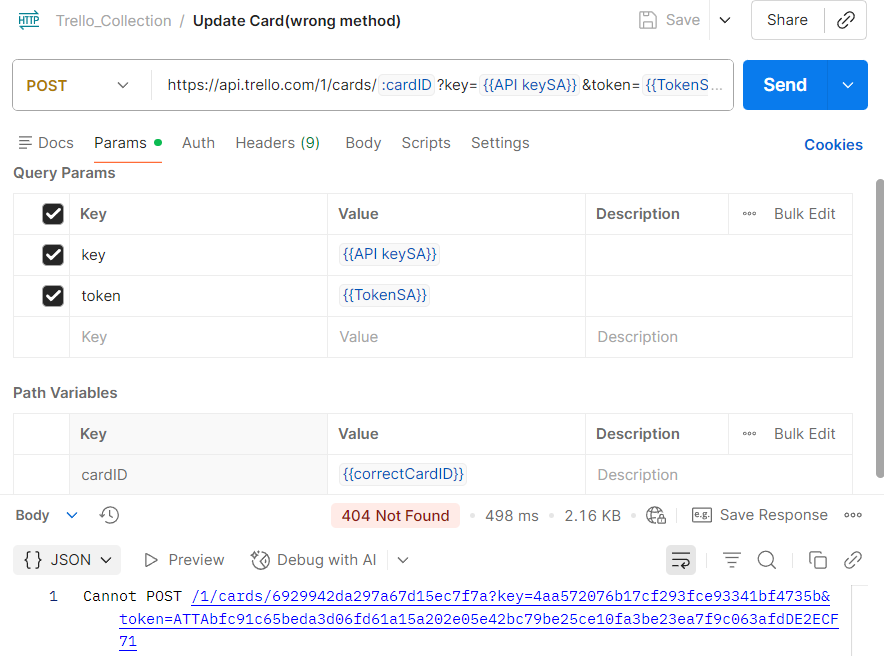 HTTP Trello_Collection / Update Card(wrong method) Save Share
POST https://api.trello.com/1/cards/ :cardID ?key= {{API keySA}} &token= {{TokenS... Send
Docs Params Auth Headers (9) Body Scripts Settings Cookies
Query Params
Key Value Description Bulk Edit
key {{API keySA}}
token {{TokenSA}}
Key Value Description
Path Variables
Key Value Description Bulk Edit
cardID {{correctCardID}} Description
Body 404 Not Found 498 ms 2.16 KB e.g. Save Response
{} JSON Preview Debug with AI
1 Cannot POST /1/cards/6929942da297a67d15ec7f7a?key=4aa572076b17cf293fce93341bf4735b&
token=ATTAbfc91c65beda3d06fd61a15a202e05e42bc79be25ce10fa3be23ea7f9c063afdDE2ECF
71